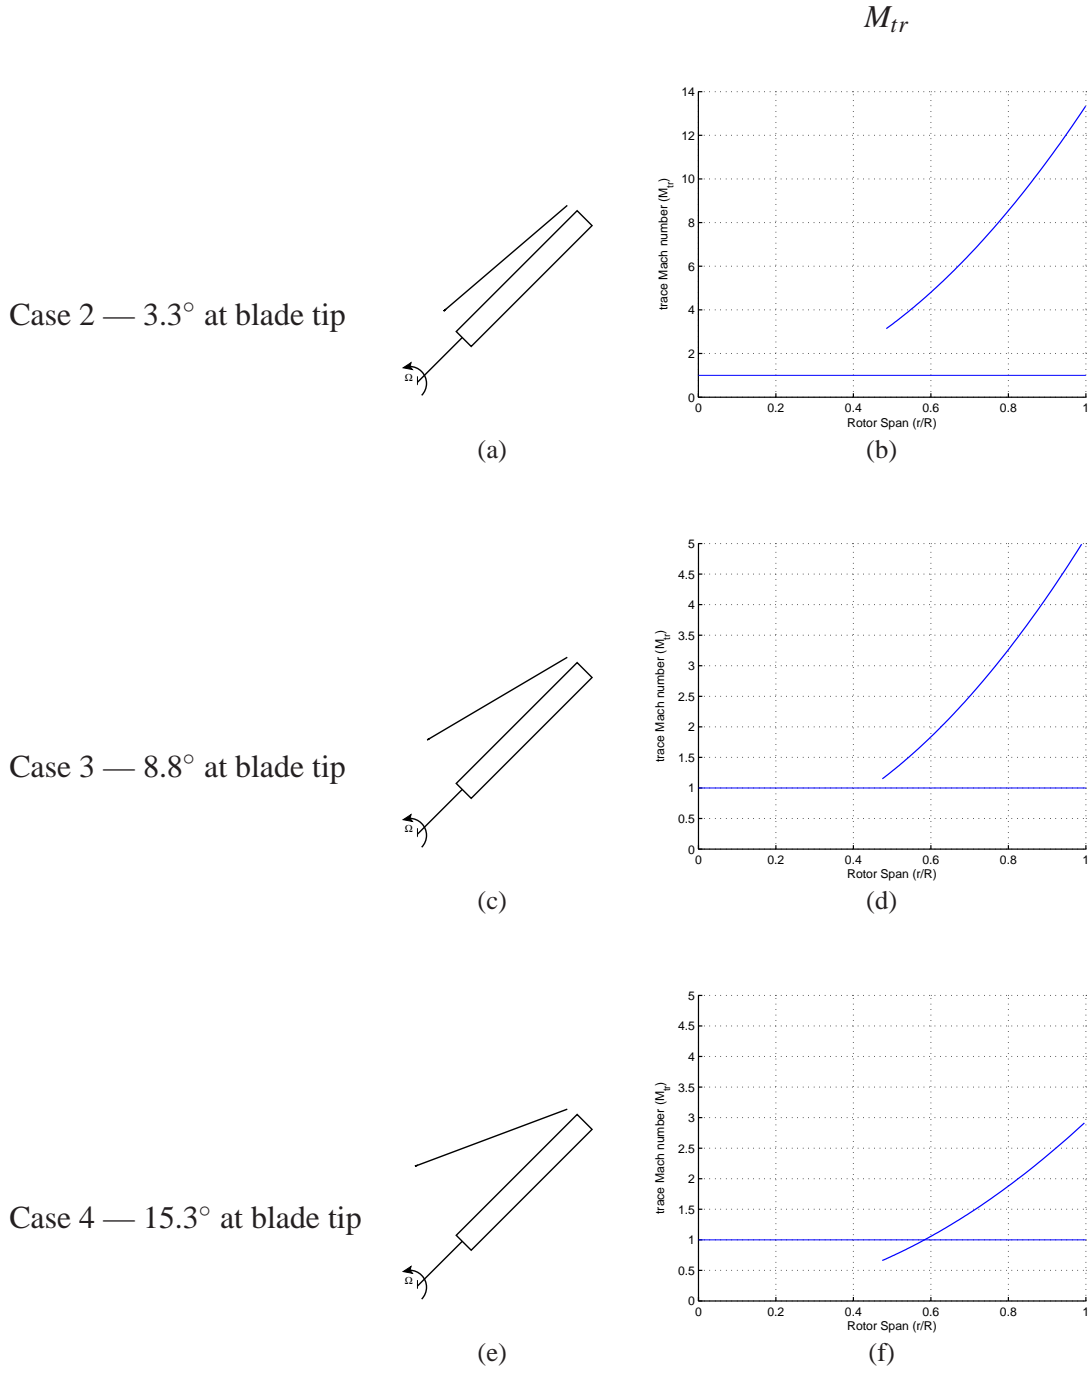 M_tr
Case 2 — 3.3° at blade tip
Ω
(a)
14
12
10
8
6
4
2
0
trace Mach number (M_tr)
0 0.2 0.4 0.6 0.8 1
Rotor Span (r/R)
(b)
Case 3 — 8.8° at blade tip
Ω
(c)
5
4.5
4
3.5
3
2.5
2
1.5
1
0.5
0
trace Mach number (M_tr)
0 0.2 0.4 0.6 0.8 1
Rotor Span (r/R)
(d)
Case 4 — 15.3° at blade tip
Ω
(e)
5
4.5
4
3.5
3
2.5
2
1.5
1
0.5
0
trace Mach number (M_tr)
0 0.2 0.4 0.6 0.8 1
Rotor Span (r/R)
(f)